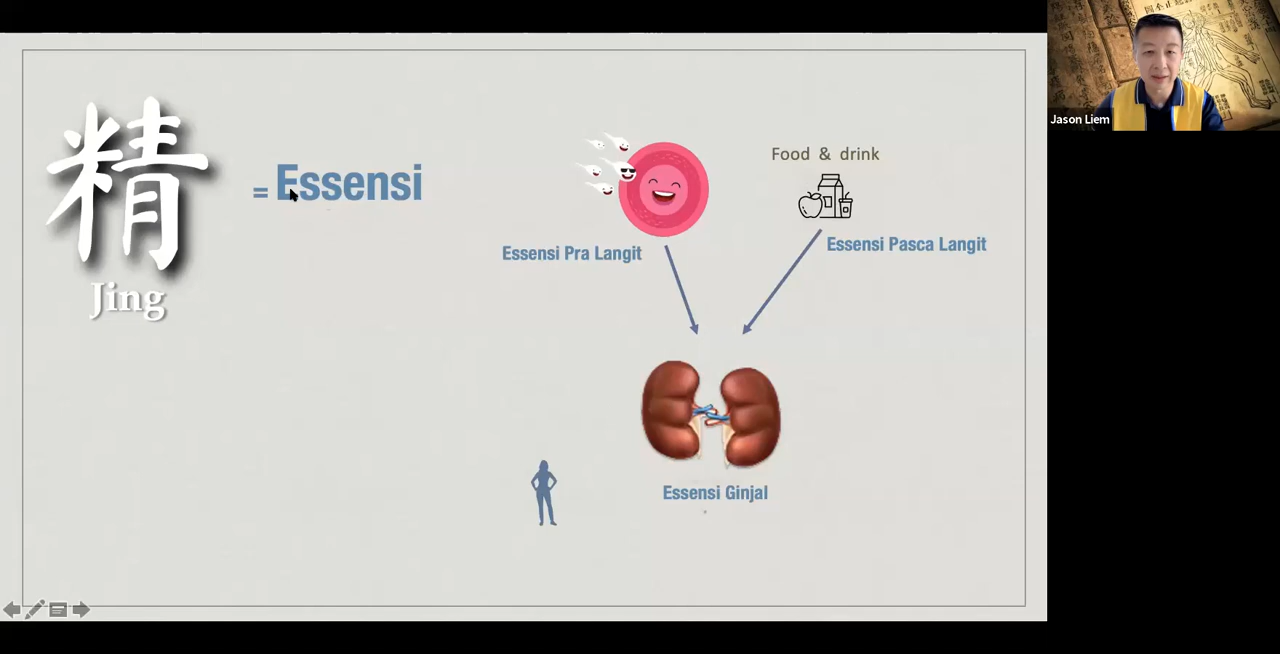 精
Jing
= Essensi
Food & drink
Essensi Pra Langit
Essensi Pasca Langit
Essensi Ginjal
Jason Liem